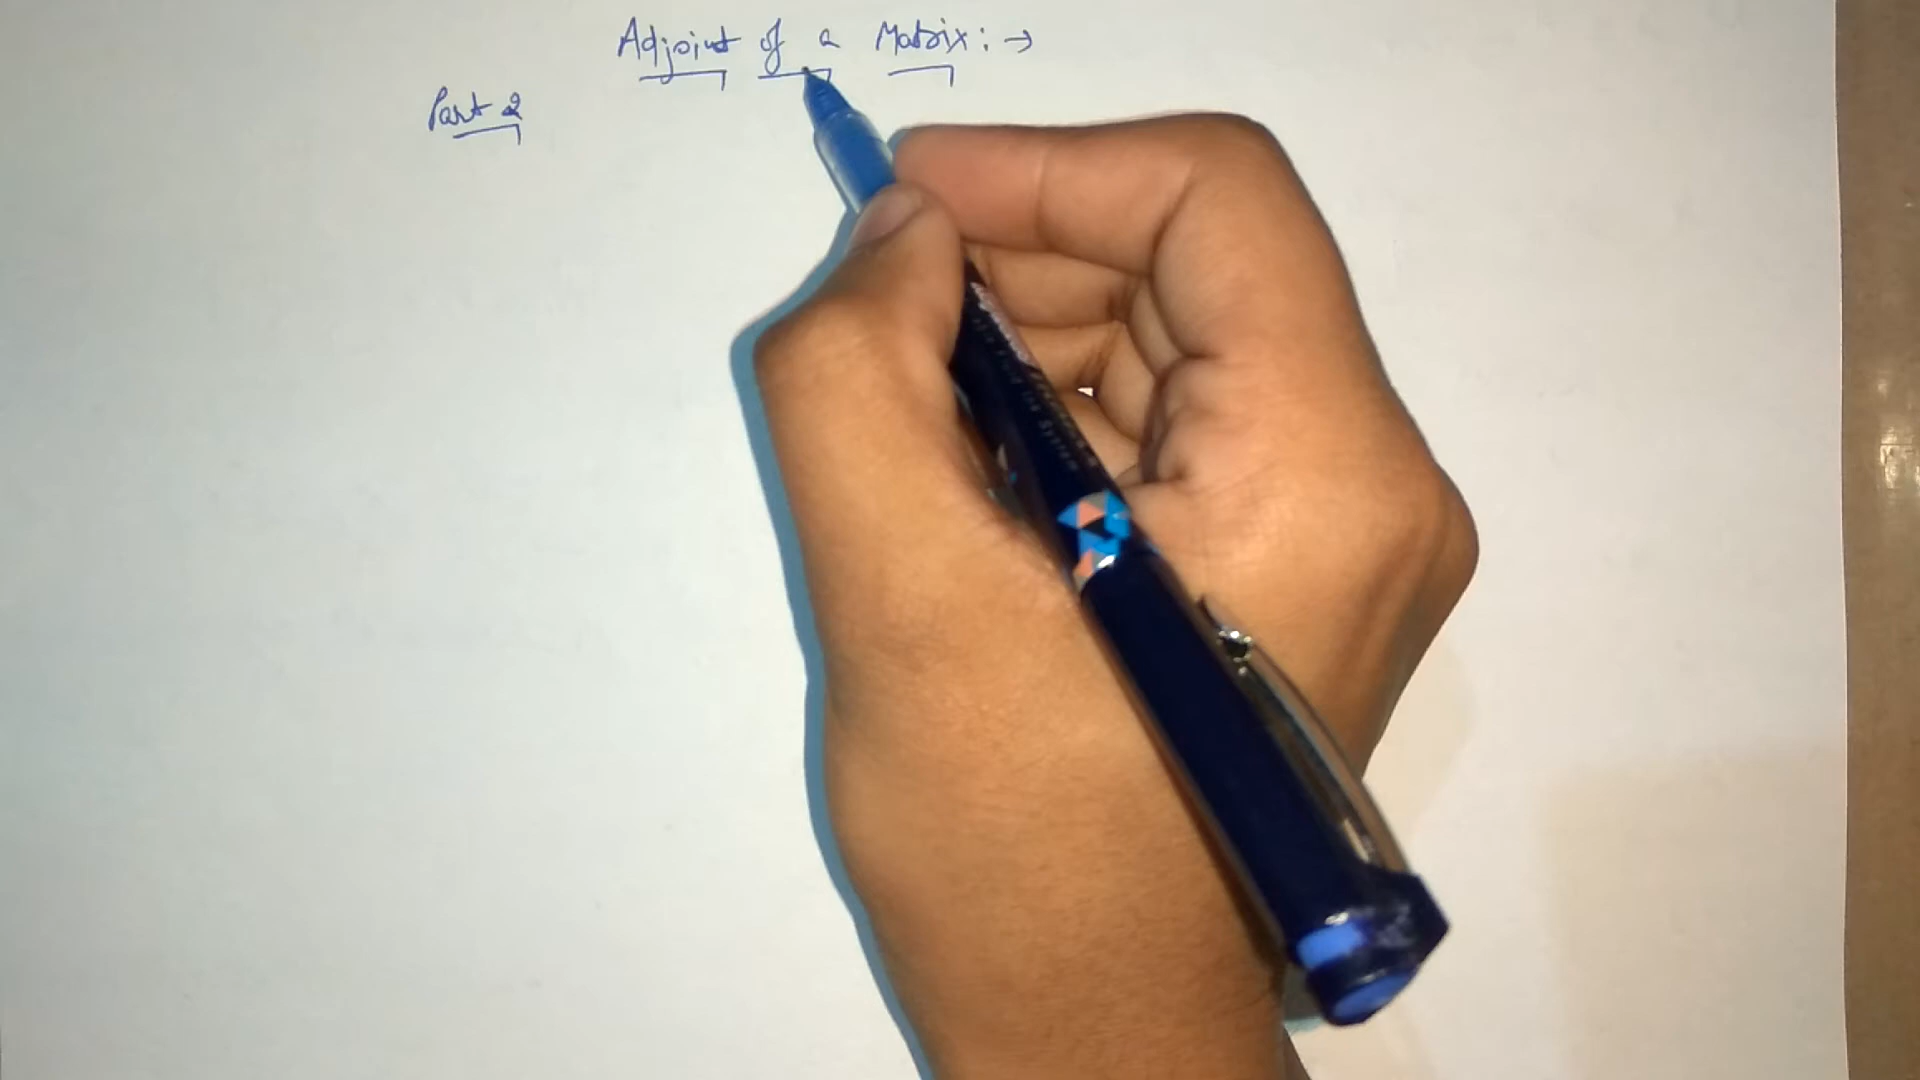 Adjoint of a Matrix: →
Part 2